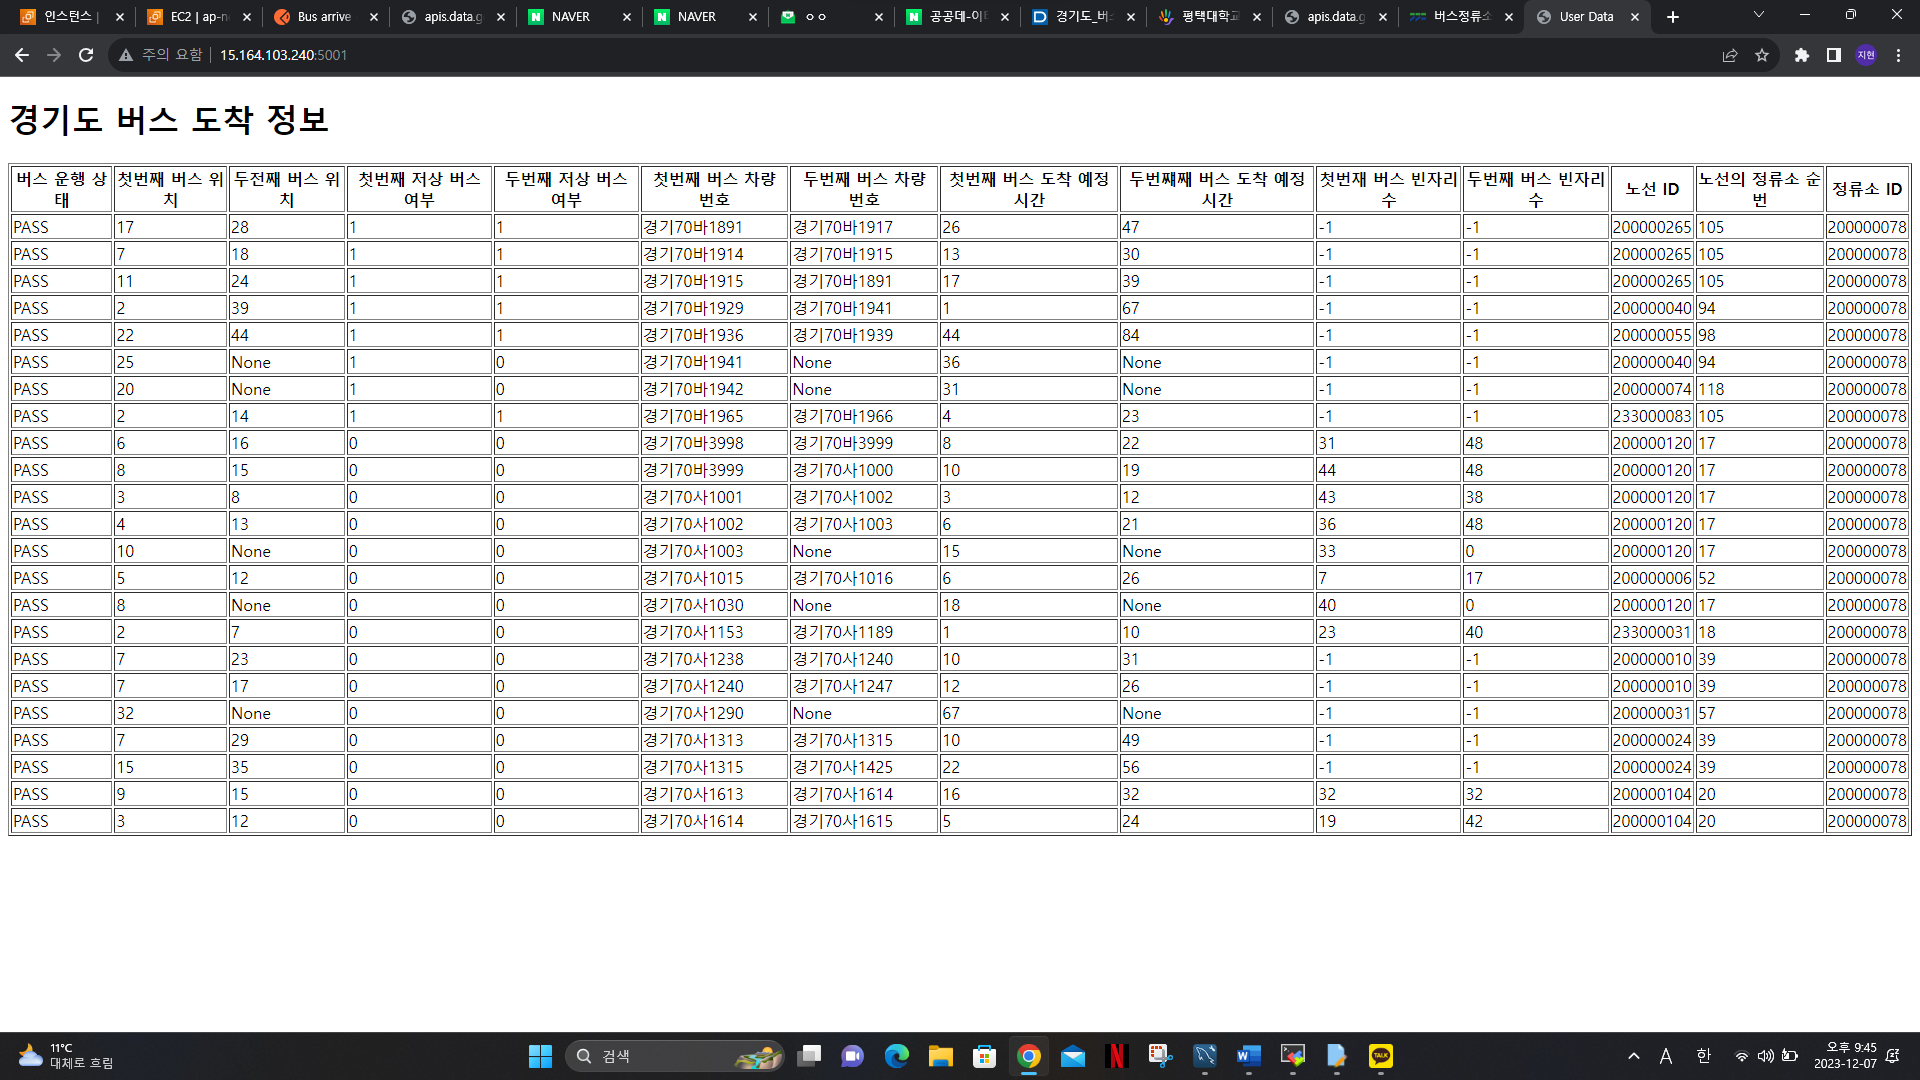 인스턴스 |
EC2 | ap-n
Bus arrive
apis.data.g
NAVER
NAVER
ㅇㅇ
공공데-이
경기도_버
평택대학교
apis.data.g
버스정류소
User Data
주의 요함 15.164.103.240:5001
지현
경기도 버스 도착 정보
버스 운행 상태 첫번째 버스 위치 두전째 버스 위치 첫번째 저상 버스 여부 두번째 저상 버스 여부 첫번째 버스 차량 번호 두번째 버스 차량 번호 첫번째 버스 도착 예정 시간 두번째째 버스 도착 예정 시간 첫번재 버스 빈자리 수 두번째 버스 빈자리 수 노선 ID 노선의 정류소 순번 정류소 ID
PASS 17 28 1 1 경기70바1891 경기70바1917 26 47 -1 -1 200000265 105 200000078
PASS 7 18 1 1 경기70바1914 경기70바1915 13 30 -1 -1 200000265 105 200000078
PASS 11 24 1 1 경기70바1915 경기70바1891 17 39 -1 -1 200000265 105 200000078
PASS 2 39 1 1 경기70바1929 경기70바1941 1 67 -1 -1 200000040 94 200000078
PASS 22 44 1 1 경기70바1936 경기70바1939 44 84 -1 -1 200000055 98 200000078
PASS 25 None 1 0 경기70바1941 None 36 None -1 -1 200000040 94 200000078
PASS 20 None 1 0 경기70바1942 None 31 None -1 -1 200000074 118 200000078
PASS 2 14 1 1 경기70바1965 경기70바1966 4 23 -1 -1 233000083 105 200000078
PASS 6 16 0 0 경기70바3998 경기70바3999 8 22 31 48 200000120 17 200000078
PASS 8 15 0 0 경기70바3999 경기70사1000 10 19 44 48 200000120 17 200000078
PASS 3 8 0 0 경기70사1001 경기70사1002 3 12 43 38 200000120 17 200000078
PASS 4 13 0 0 경기70사1002 경기70사1003 6 21 36 48 200000120 17 200000078
PASS 10 None 0 0 경기70사1003 None 15 None 33 0 200000120 17 200000078
PASS 5 12 0 0 경기70사1015 경기70사1016 6 26 7 17 200000006 52 200000078
PASS 8 None 0 0 경기70사1030 None 18 None 40 0 200000120 17 200000078
PASS 2 7 0 0 경기70사1153 경기70사1189 1 10 23 40 233000031 18 200000078
PASS 7 23 0 0 경기70사1238 경기70사1240 10 31 -1 -1 200000010 39 200000078
PASS 7 17 0 0 경기70사1240 경기70사1247 12 26 -1 -1 200000010 39 200000078
PASS 32 None 0 0 경기70사1290 None 67 None -1 -1 200000031 57 200000078
PASS 7 29 0 0 경기70사1313 경기70사1315 10 49 -1 -1 200000024 39 200000078
PASS 15 35 0 0 경기70사1315 경기70사1425 22 56 -1 -1 200000024 39 200000078
PASS 9 15 0 0 경기70사1613 경기70사1614 16 32 32 32 200000104 20 200000078
PASS 3 12 0 0 경기70사1614 경기70사1615 5 24 19 42 200000104 20 200000078
11°C
대체로 흐림
검색
TALK
A 한
오후 9:45
2023-12-07